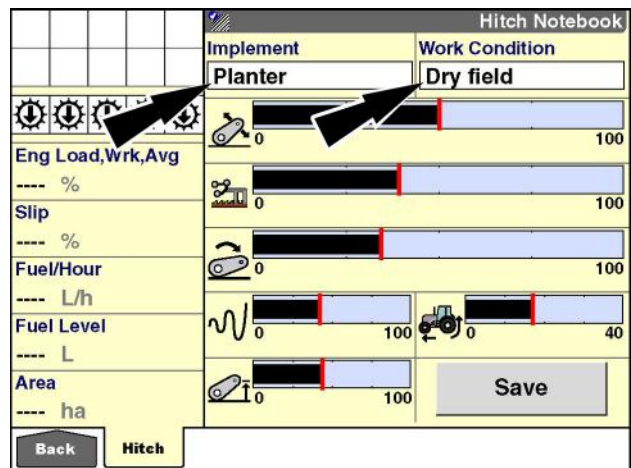 Hitch Notebook
Implement
Work Condition
Planter
Dry field
0 100
Eng Load,Wrk,Avg
---- %
0 100
Slip
---- %
0 100
Fuel/Hour
---- L/h
0 100
0 40
Fuel Level
---- L
0 100
Save
Area
---- ha
Back
Hitch